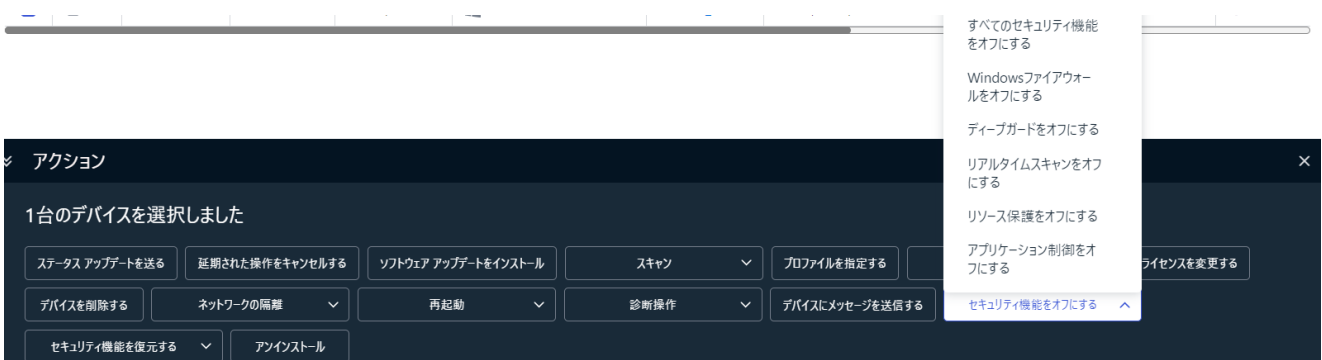 すべてのセキュリティ機能
をオフにする
Windowsファイアウォー
ルをオフにする
ディープガードをオフにする
リアルタイムスキャンをオフ
にする
リソース保護をオフにする
アプリケーション制御をオ
フにする
アクション
1台のデバイスを選択しました
ステータス アップデートを送る 延期された操作をキャンセルする ソフトウェア アップデートをインストール スキャン プロファイルを指定する ライセンスを変更する
デバイスを削除する ネットワークの隔離 再起動 診断操作 デバイスにメッセージを送信する セキュリティ機能をオフにする
セキュリティ機能を復元する アンインストール